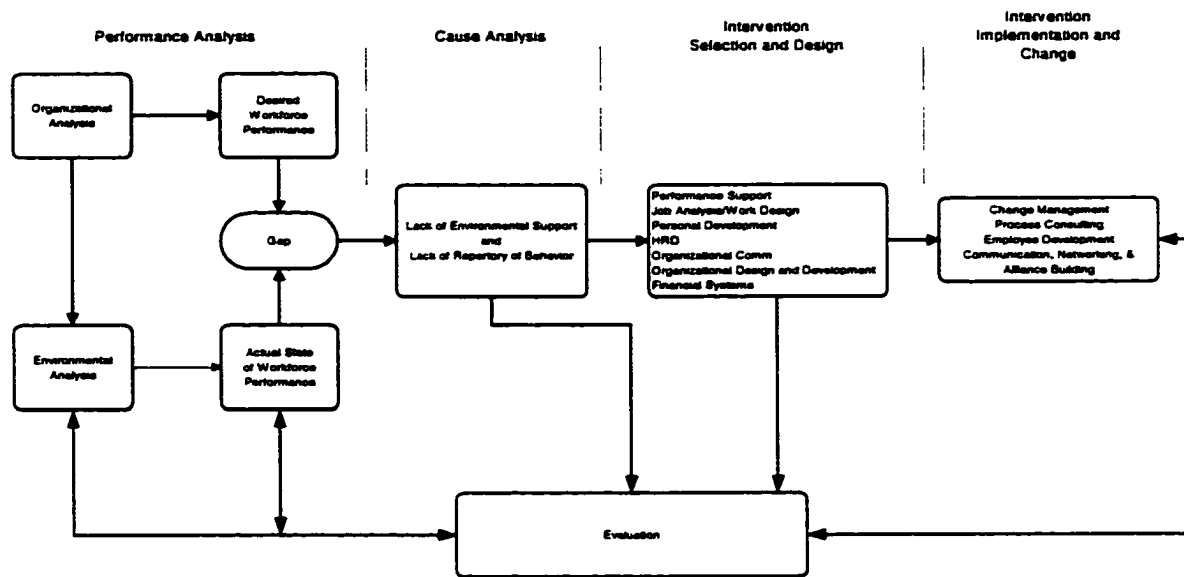 Performance Analysis
Cause Analysis
Intervention
Selection and Design
Intervention
Implementation and
Change
Organizational
Analysis
Desired
Workforce
Performance
Gap
Environmental
Analysis
Actual State
of Workforce
Performance
Lack of Environmental Support
and
Lack of Repertory of Behavior
Performance Support
Job Analysis/Work Design
Personal Development
HRD
Organizational Comm
Organizational Design and Development
Financial Systems
Change Management
Process Consulting
Employee Development
Communication, Networking, &
Alliance Building
Evaluation